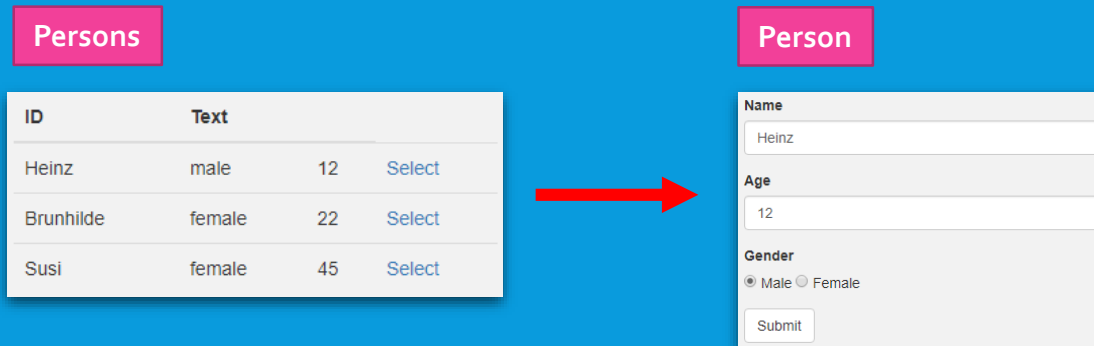 Persons
ID Text
Heinz male 12 Select
Brunhilde female 22 Select
Susi female 45 Select
Person
Name
Heinz
Age
12
Gender
Male Female
Submit